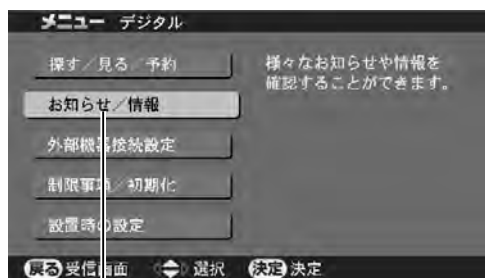 メニュー デジタル
探す／見る／予約
様々なお知らせや情報を
確認することができます。
お知らせ／情報
外部機器接続設定
制限事項／初期化
設置時の設定
戻る 受信画面 選択 決定 決定